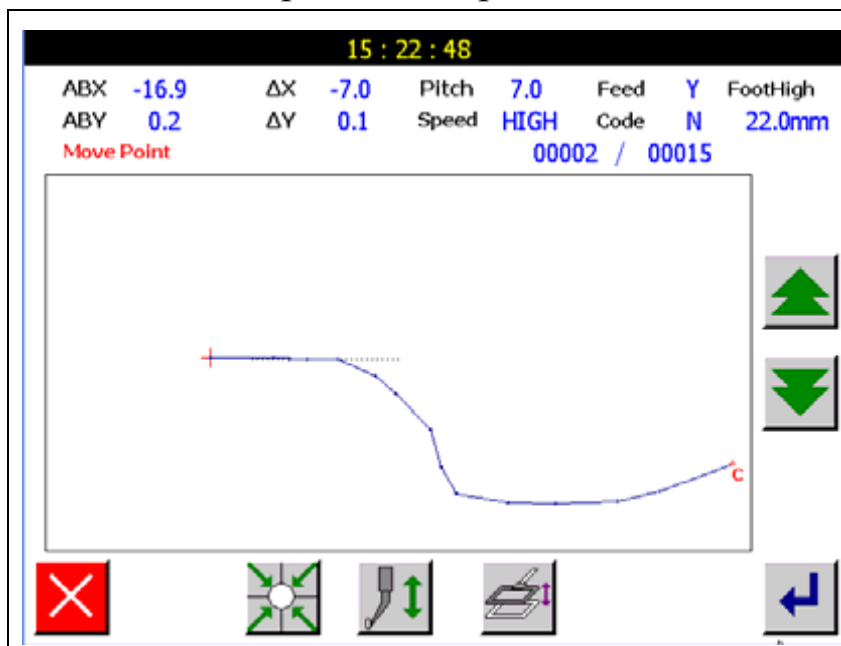 15 : 22 : 48
ABX -16.9 ΔX -7.0 Pitch 7.0 Feed Y FootHigh
ABY 0.2 ΔY 0.1 Speed HIGH Code N 22.0mm
Move Point 00002 / 00015
C